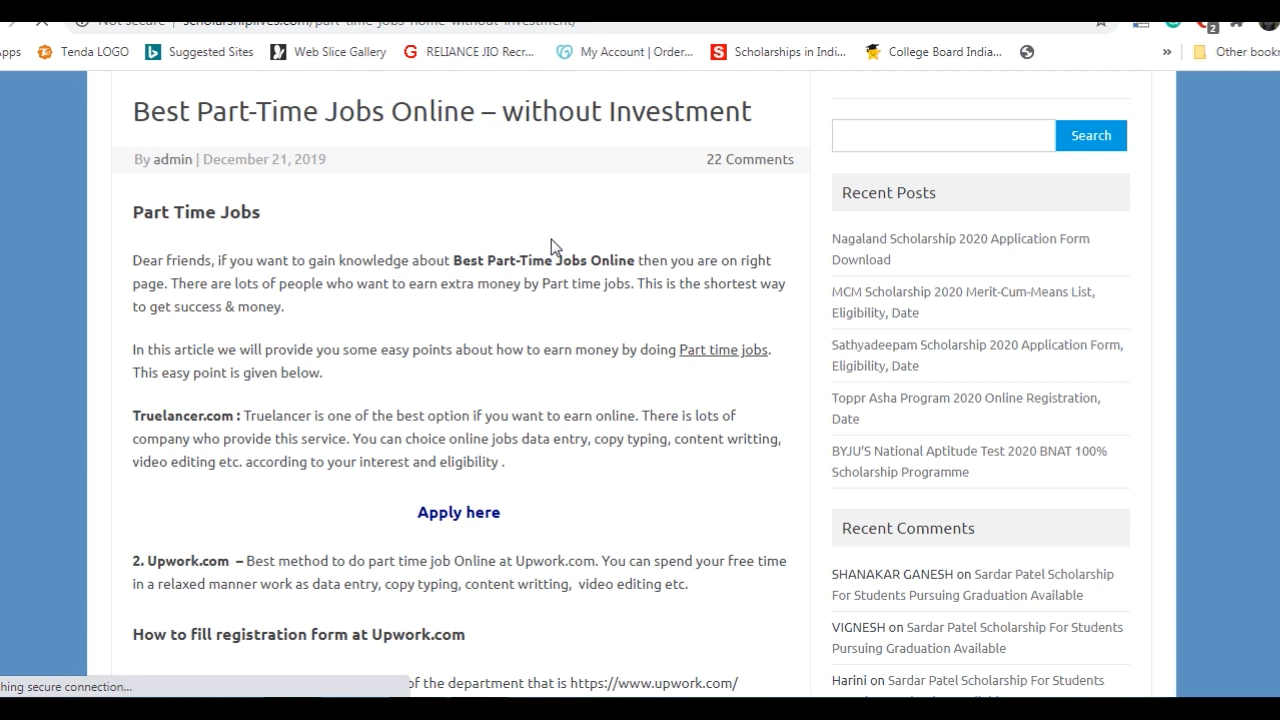 Not secure | scholarshiplives.com/part-time-jobs-home-without-investment/
2
pps
Tenda LOGO
Suggested Sites
Web Slice Gallery
RELIANCE JIO Recr...
My Account | Order...
Scholarships in Indi...
College Board India...
»
Other bookn
Best Part-Time Jobs Online – without Investment
By admin | December 21, 2019
22 Comments
Part Time Jobs
Dear friends, if you want to gain knowledge about Best Part-Time Jobs Online then you are on right
page. There are lots of people who want to earn extra money by Part time jobs. This is the shortest way
to get success & money.
In this article we will provide you some easy points about how to earn money by doing Part time jobs.
This easy point is given below.
Truelancer.com : Truelancer is one of the best option if you want to earn online. There is lots of
company who provide this service. You can choice online jobs data entry, copy typing, content writting,
video editing etc. according to your interest and eligibility .
Apply here
2. Upwork.com – Best method to do part time job Online at Upwork.com. You can spend your free time
in a relaxed manner work as data entry, copy typing, content writting, video editing etc.
How to fill registration form at Upwork.com
of the department that is https://www.upwork.com/
hing secure connection...
Search
Recent Posts
Nagaland Scholarship 2020 Application Form
Download
MCM Scholarship 2020 Merit-Cum-Means List,
Eligibility, Date
Sathyadeepam Scholarship 2020 Application Form,
Eligibility, Date
Toppr Asha Program 2020 Online Registration,
Date
BYJU'S National Aptitude Test 2020 BNAT 100%
Scholarship Programme
Recent Comments
SHANAKAR GANESH on Sardar Patel Scholarship
For Students Pursuing Graduation Available
VIGNESH on Sardar Patel Scholarship For Students
Pursuing Graduation Available
Harini on Sardar Patel Scholarship For Students